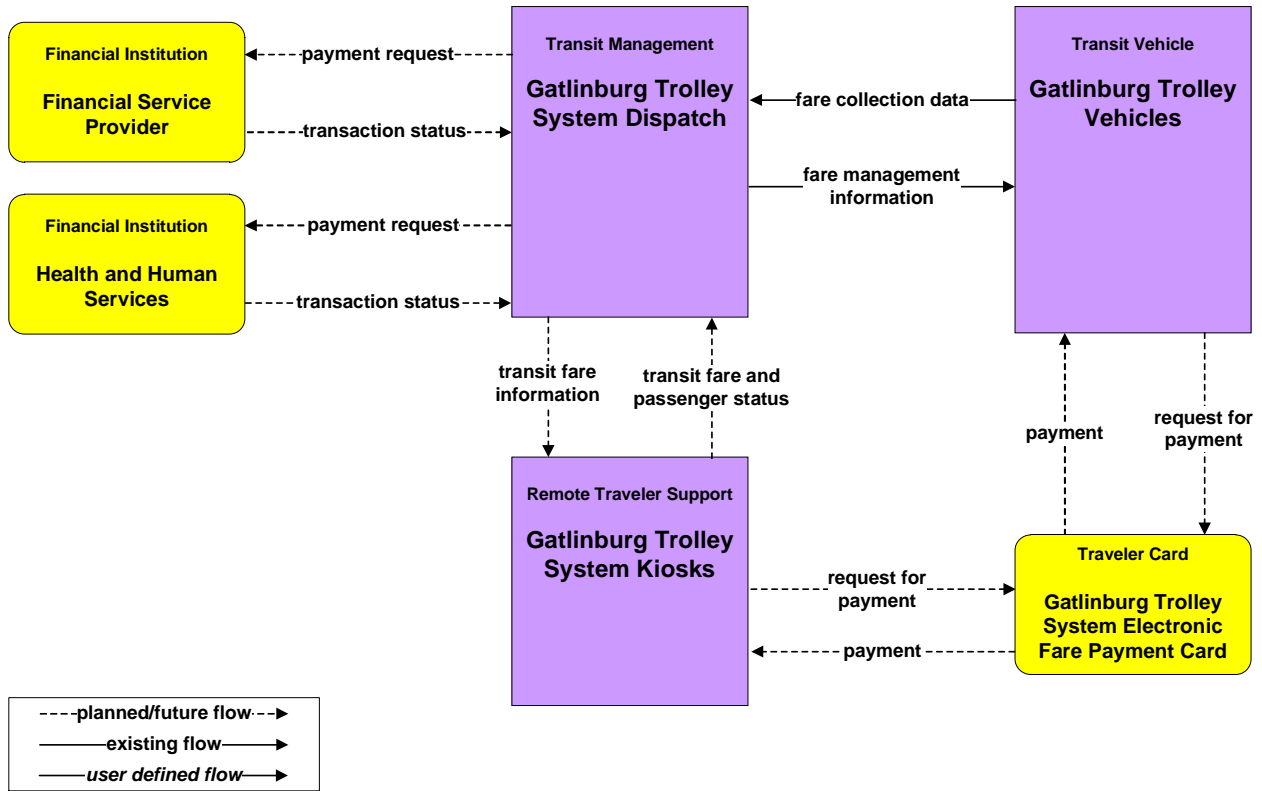 Financial Institution
Financial Service
Provider
payment request
transaction status
Transit Management
Gatlinburg Trolley
System Dispatch
fare collection data
fare management
information
Transit Vehicle
Gatlinburg Trolley
Vehicles
Financial Institution
Health and Human
Services
payment request
transaction status
transit fare
information
transit fare and
passenger status
payment
request for
payment
Remote Traveler Support
Gatlinburg Trolley
System Kiosks
request for
payment
payment
Traveler Card
Gatlinburg Trolley
System Electronic
Fare Payment Card
planned/future flow
existing flow
user defined flow